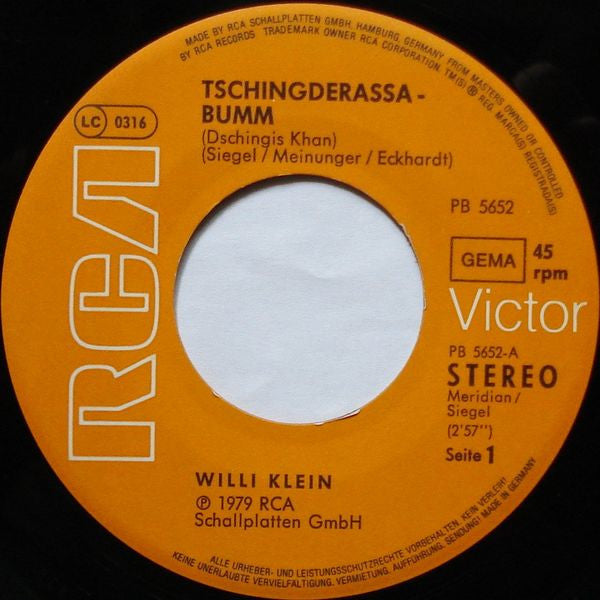 MADE BY RCA SCHALLPLATTEN GMBH, HAMBURG, GERMANY, FROM MASTERS OWNED OR CONTROLLED
BY RCA RECORDS TRADEMARK OWNER RCA CORPORATION, TM(S) ® REG. MARCA(S) REGISTRADA(S)
TSCHINGDERASSA-
BUMM
(Dschingis Khan)
(Siegel / Meinunger / Eckhardt)
LC 0316
RCA
PB 5652
GEMA 45
rpm
Victor
PB 5652-A
STEREO
Meridian /
Siegel
(2'57'')
Seite 1
WILLI KLEIN
℗ 1979 RCA
Schallplatten GmbH
ALLE URHEBER- UND LEISTUNGSSCHUTZRECHTE VORBEHALTEN. KEIN VERLEIH!
KEINE UNERLAUBTE VERVIELFÄLTIGUNG, VERMIETUNG, AUFFÜHRUNG, SENDUNG! MADE IN GERMANY